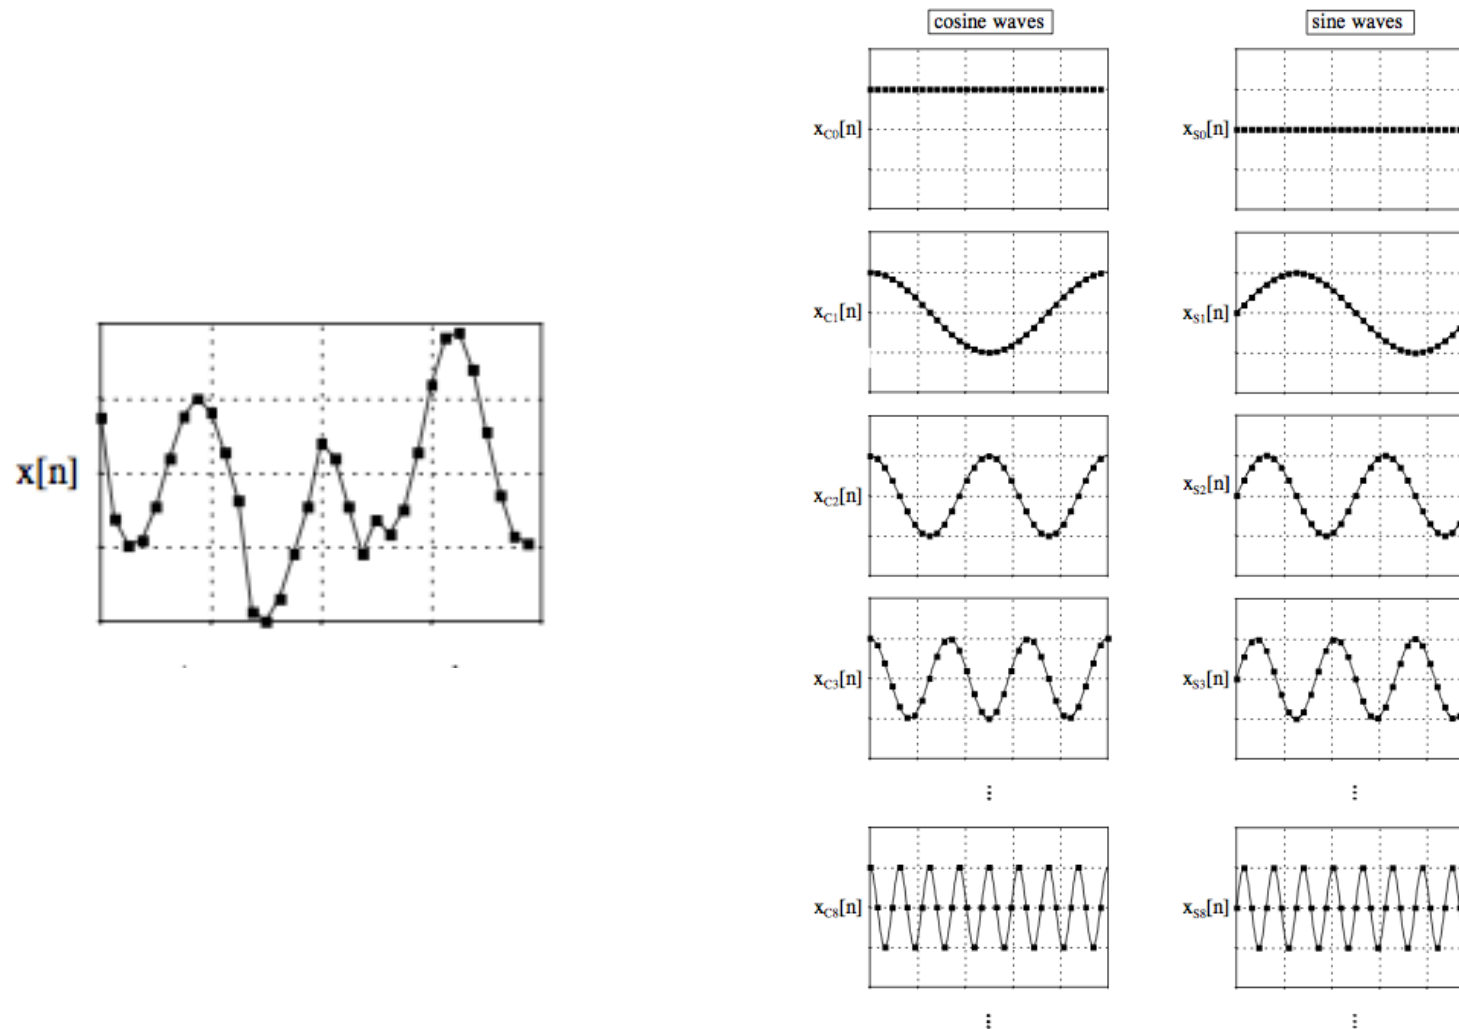 x[n]
cosine waves
sine waves
xC0[n]
xS0[n]
xC1[n]
xS1[n]
xC2[n]
xS2[n]
xC3[n]
xS3[n]
⋮
⋮
xC8[n]
xS8[n]
⋮
⋮